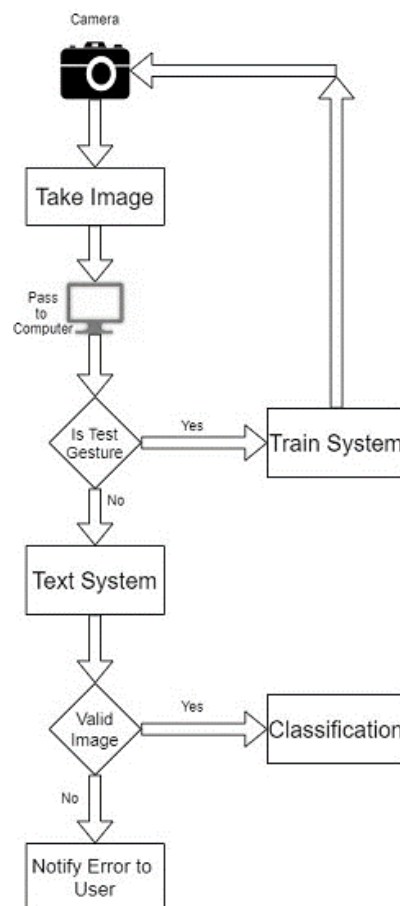 Camera
Take Image
Pass
to
Computer
Is Test
Gesture
Yes
Train System
No
Text System
Valid
Image
Yes
Classification
No
Notify Error to
User